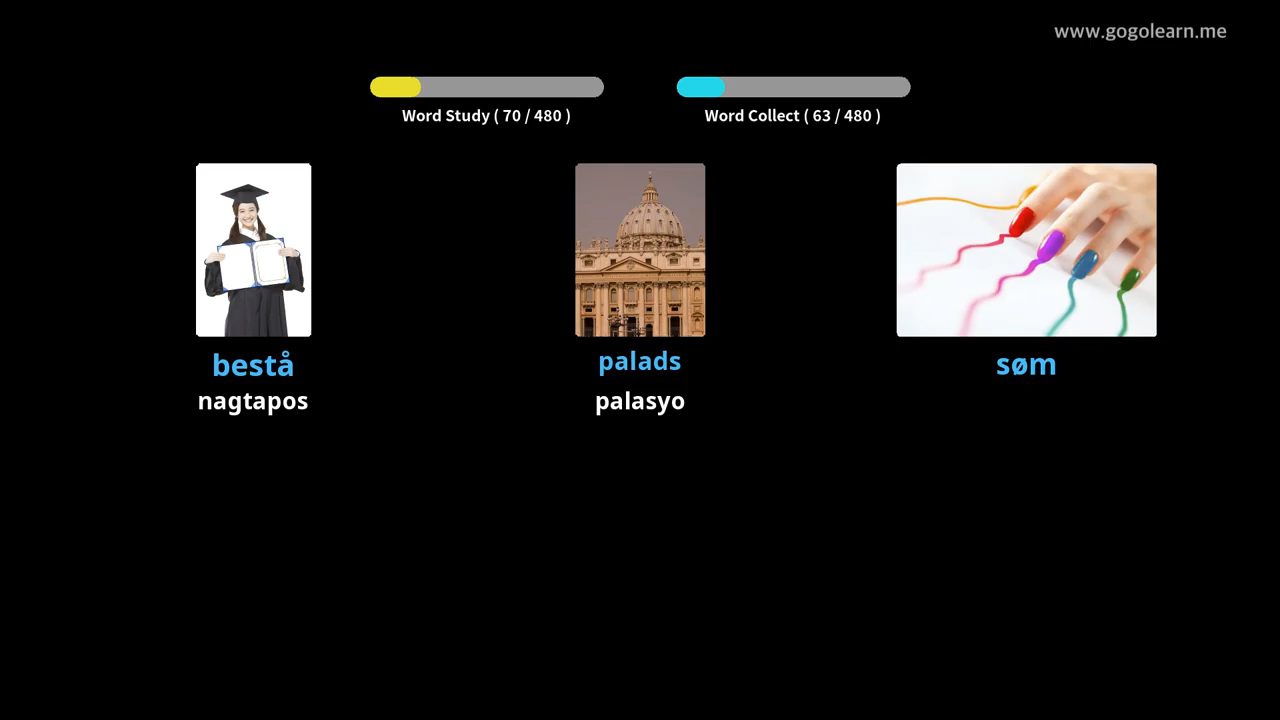 www.gogolearn.me
Word Study ( 70 / 480 )
Word Collect ( 63 / 480 )
bestå
palads
søm
nagtapos
palasyo